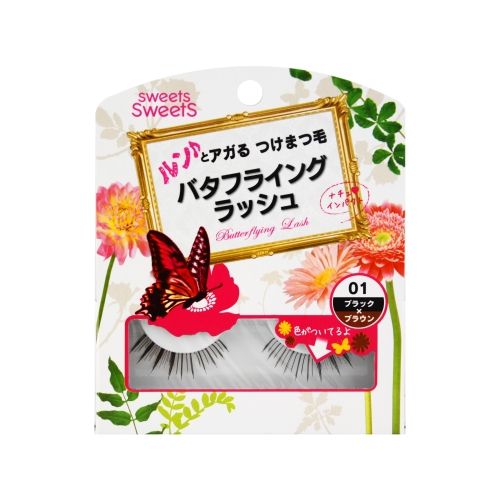 sweets
SweetS
ルン♪とアガる つけまつ毛
バタフライング
ラッシュ
Butterflying Lash
ナチュ♥
インパクト
01
ブラック
×
ブラウン
色がついてるよ